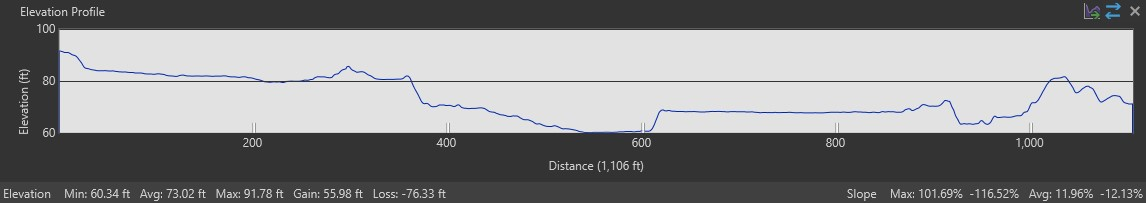 Elevation Profile
100
80
60
Elevation (ft)
200
400
600
800
1,000
Distance (1,106 ft)
Elevation Min: 60.34 ft Avg: 73.02 ft Max: 91.78 ft Gain: 55.98 ft Loss: -76.33 ft Slope Max: 101.69% -116.52% Avg: 11.96% -12.13%